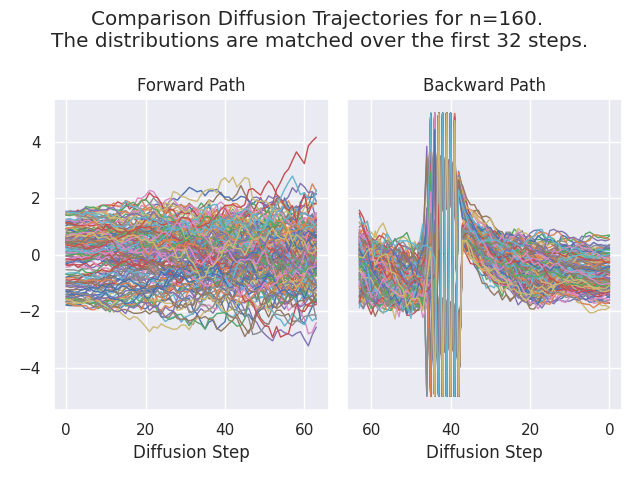 Comparison Diffusion Trajectories for n=160.
The distributions are matched over the first 32 steps.
Forward Path
Backward Path
4
2
0
−2
−4
0 20 40 60
60 40 20 0
Diffusion Step
Diffusion Step